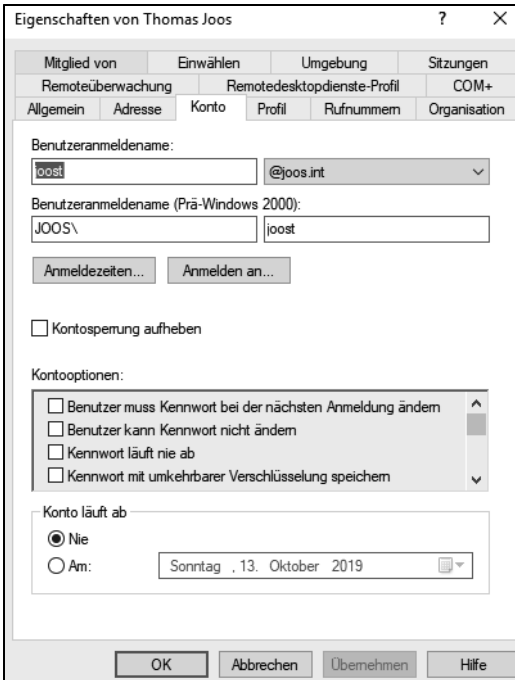 Eigenschaften von Thomas Joos ? ×
Mitglied von Einwählen Umgebung Sitzungen
Remoteüberwachung Remotedesktopdienste-Profil COM+
Allgemein Adresse Konto Profil Rufnummern Organisation
Benutzeranmeldename:
joost @joos.int
Benutzeranmeldename (Prä-Windows 2000):
JOOS\ joost
Anmeldezeiten... Anmelden an...
Kontosperrung aufheben
Kontooptionen:
Benutzer muss Kennwort bei der nächsten Anmeldung ändern
Benutzer kann Kennwort nicht ändern
Kennwort läuft nie ab
Kennwort mit umkehrbarer Verschlüsselung speichern
Konto läuft ab
Nie
Am: Sonntag , 13. Oktober 2019
OK Abbrechen Übernehmen Hilfe